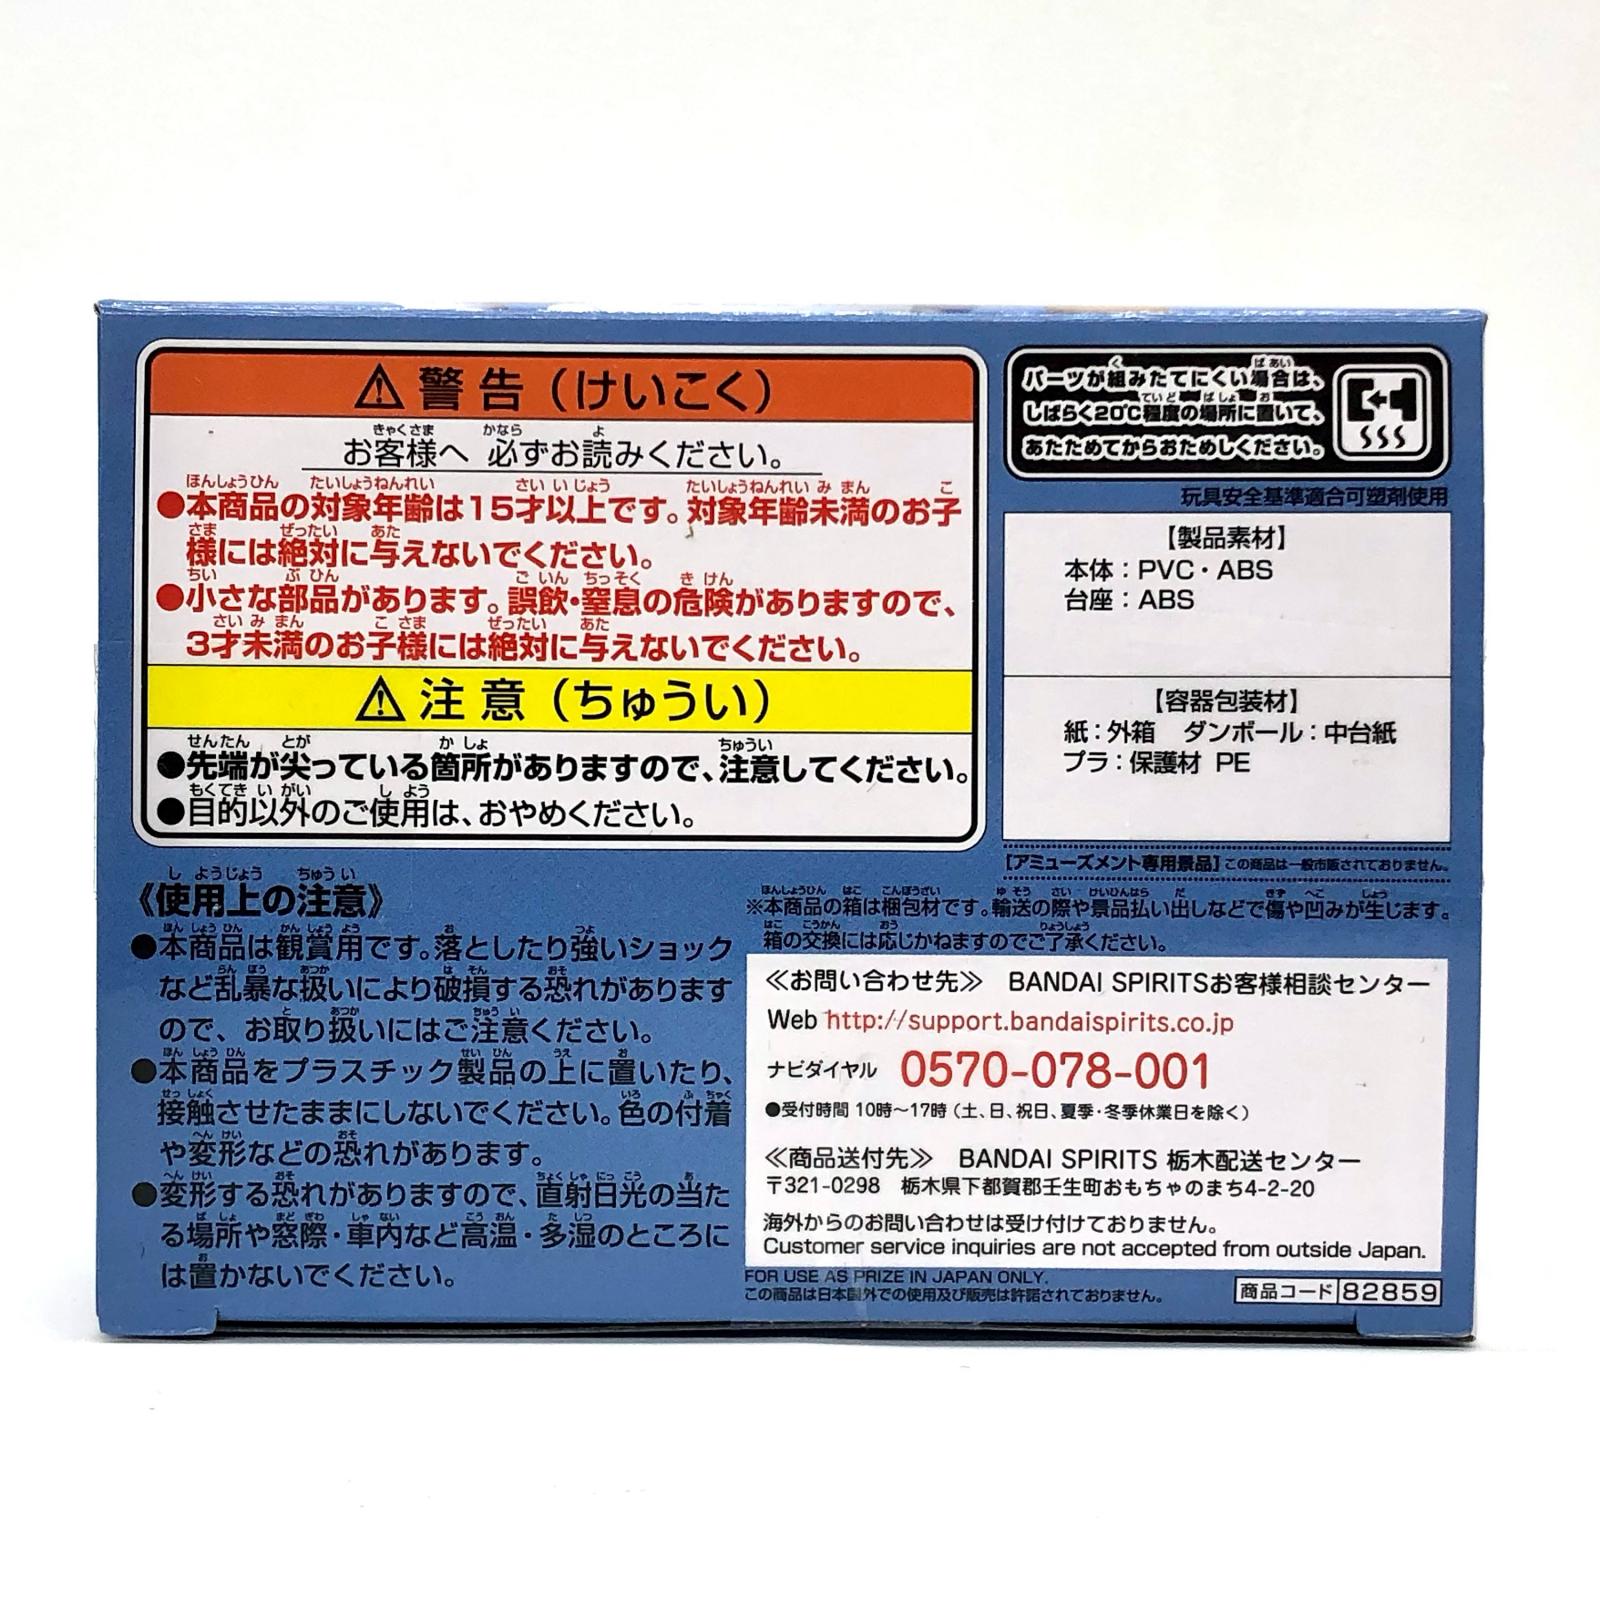 ⚠警告（けいこく）
お客様へ 必ずお読みください。
●本商品の対象年齢は15才以上です。対象年齢未満のお子
様には絶対に与えないでください。
●小さな部品があります。誤飲・窒息の危険がありますので、
3才未満のお子様には絶対に与えないでください。
⚠注意（ちゅうい）
●先端が尖っている箇所がありますので、注意してください。
●目的以外のご使用は、おやめください。
《使用上の注意》
●本商品は観賞用です。落としたり強いショック
など乱暴な扱いにより破損する恐れがあります
ので、お取り扱いにはご注意ください。
●本商品をプラスチック製品の上に置いたり、
接触させたままにしないでください。色の付着
や変形などの恐れがあります。
●変形する恐れがありますので、直射日光の当た
る場所や窓際・車内など高温・多湿のところに
は置かないでください。
パーツが組みたてにくい場合は、
しばらく20℃程度の場所に置いて、
あたためてからおためしください。
玩具安全基準適合可塑剤使用
【製品素材】
本体：PVC・ABS
台座：ABS
【容器包装材】
紙：外箱 ダンボール：中台紙
プラ：保護材 PE
【アミューズメント専用景品】この商品は一般市販されておりません。
※本商品の箱は梱包材です。輸送の際や景品払い出しなどで傷や凹みが生じます。
箱の交換には応じかねますのでご了承ください。
≪お問い合わせ先≫ BANDAI SPIRITSお客様相談センター
Web http://support.bandaispirits.co.jp
ナビダイヤル 0570-078-001
●受付時間 10時～17時（土、日、祝日、夏季・冬季休業日を除く）
≪商品送付先≫ BANDAI SPIRITS 栃木配送センター
〒321-0298 栃木県下都賀郡壬生町おもちゃのまち4-2-20
海外からのお問い合わせは受け付けておりません。
Customer service inquiries are not accepted from outside Japan.
FOR USE AS PRIZE IN JAPAN ONLY.
この商品は日本国外での使用及び販売は許諾されておりません。
商品コード 82859